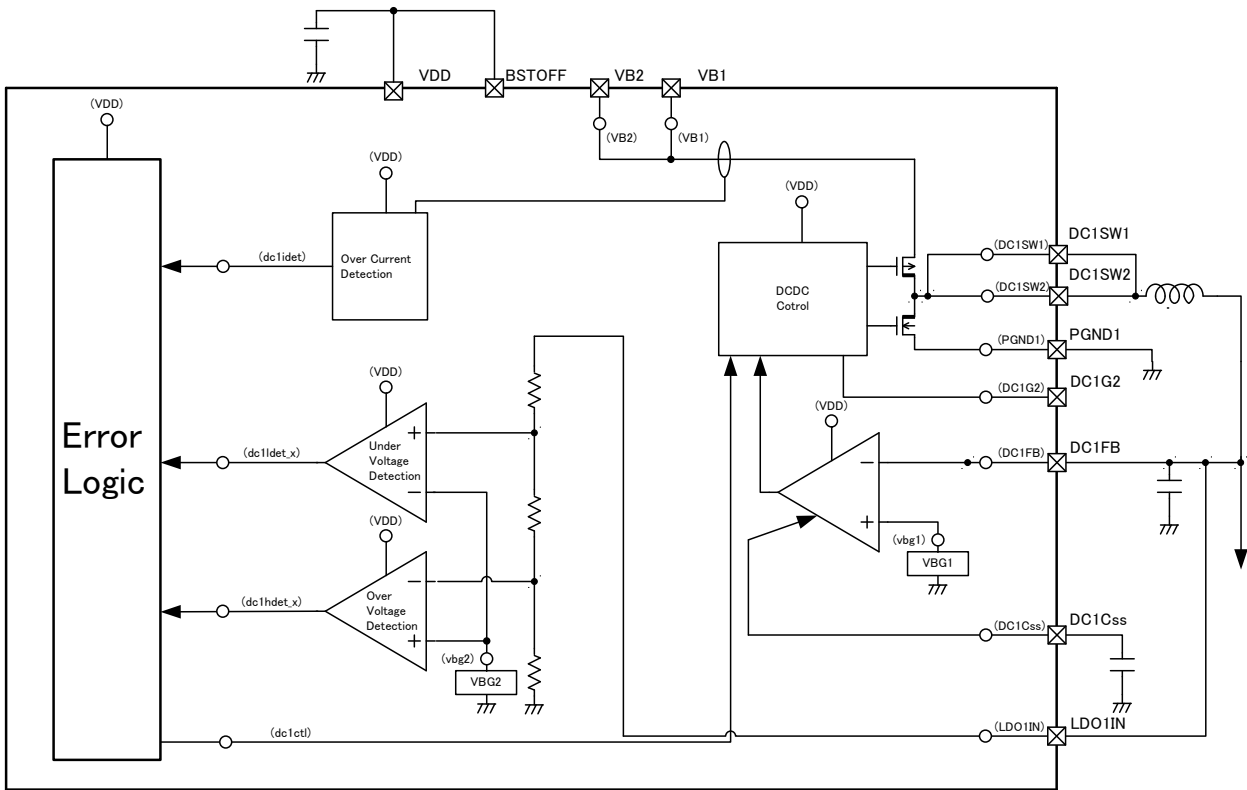 VDD
BSTOFF
VB2
VB1
(VDD)
(VB2)
(VB1)
(VDD)
(VDD)
Over Current
Detection
(dc1idet)
DCDC
Cotrol
(DC1SW1)
DC1SW1
(DC1SW2)
DC1SW2
(PGND1)
PGND1
(DC1G2)
DC1G2
(VDD)
(VDD)
Error
Logic
(dc1ldet_x)
+
Under
Voltage
Detection
−
−
(DC1FB)
DC1FB
+
(vbg1)
VBG1
(VDD)
(dc1hdet_x)
−
Over
Voltage
Detection
+
(vbg2)
VBG2
(DC1Css)
DC1Css
(dc1ctl)
(LDO1IN)
LDO1IN